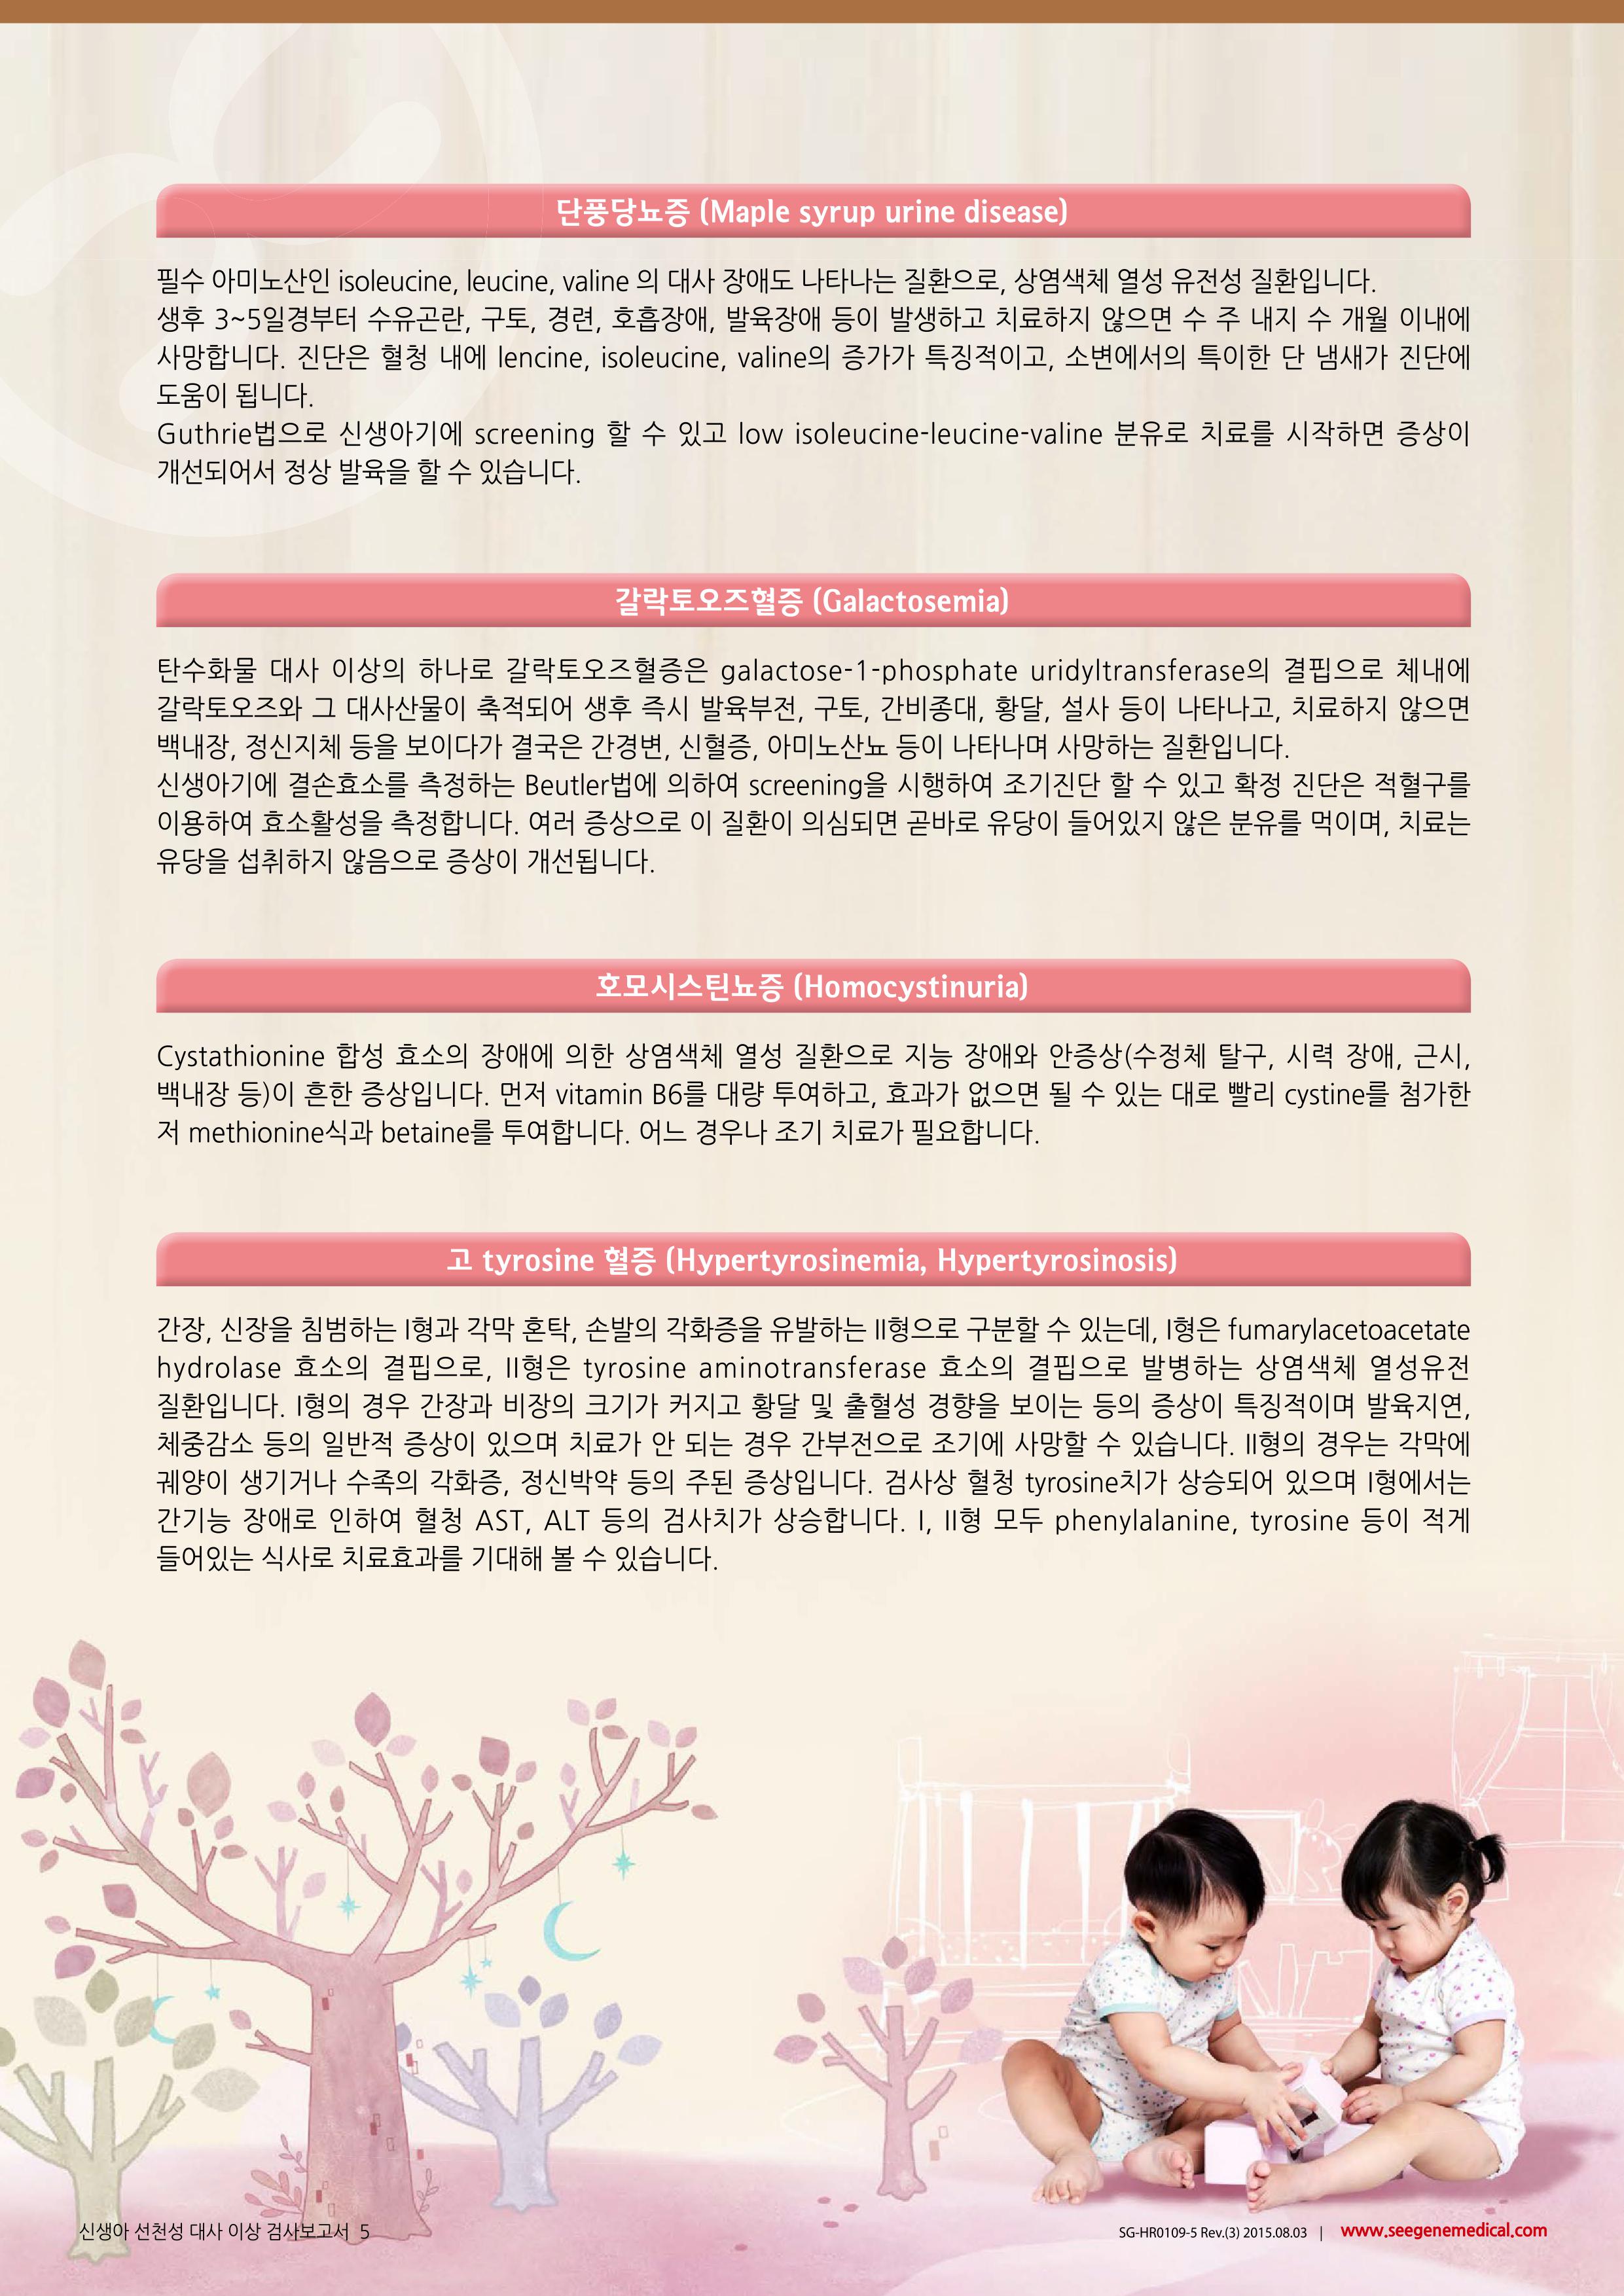 단풍당뇨증 (Maple syrup urine disease)
필수 아미노산인 isoleucine, leucine, valine 의 대사 장애도 나타나는 질환으로, 상염색체 열성 유전성 질환입니다.
생후 3~5일경부터 수유곤란, 구토, 경련, 호흡장애, 발육장애 등이 발생하고 치료하지 않으면 수 주 내지 수 개월 이내에
사망합니다. 진단은 혈청 내에 lencine, isoleucine, valine의 증가가 특징적이고, 소변에서의 특이한 단 냄새가 진단에
도움이 됩니다.
Guthrie법으로 신생아기에 screening 할 수 있고 low isoleucine-leucine-valine 분유로 치료를 시작하면 증상이
개선되어서 정상 발육을 할 수 있습니다.
갈락토오즈혈증 (Galactosemia)
탄수화물 대사 이상의 하나로 갈락토오즈혈증은 galactose-1-phosphate uridyltransferase의 결핍으로 체내에
갈락토오즈와 그 대사산물이 축적되어 생후 즉시 발육부전, 구토, 간비종대, 황달, 설사 등이 나타나고, 치료하지 않으면
백내장, 정신지체 등을 보이다가 결국은 간경변, 신혈증, 아미노산뇨 등이 나타나며 사망하는 질환입니다.
신생아기에 결손효소를 측정하는 Beutler법에 의하여 screening을 시행하여 조기진단 할 수 있고 확정 진단은 적혈구를
이용하여 효소활성을 측정합니다. 여러 증상으로 이 질환이 의심되면 곧바로 유당이 들어있지 않은 분유를 먹이며, 치료는
유당을 섭취하지 않음으로 증상이 개선됩니다.
호모시스틴뇨증 (Homocystinuria)
Cystathionine 합성 효소의 장애에 의한 상염색체 열성 질환으로 지능 장애와 안증상(수정체 탈구, 시력 장애, 근시,
백내장 등)이 흔한 증상입니다. 먼저 vitamin B6를 대량 투여하고, 효과가 없으면 될 수 있는 대로 빨리 cystine를 첨가한
저 methionine식과 betaine를 투여합니다. 어느 경우나 조기 치료가 필요합니다.
고 tyrosine 혈증 (Hypertyrosinemia, Hypertyrosinosis)
간장, 신장을 침범하는 I형과 각막 혼탁, 손발의 각화증을 유발하는 II형으로 구분할 수 있는데, I형은 fumarylacetoacetate
hydrolase 효소의 결핍으로, II형은 tyrosine aminotransferase 효소의 결핍으로 발병하는 상염색체 열성유전
질환입니다. I형의 경우 간장과 비장의 크기가 커지고 황달 및 출혈성 경향을 보이는 등의 증상이 특징적이며 발육지연,
체중감소 등의 일반적 증상이 있으며 치료가 안 되는 경우 간부전으로 조기에 사망할 수 있습니다. II형의 경우는 각막에
궤양이 생기거나 수족의 각화증, 정신박약 등의 주된 증상입니다. 검사상 혈청 tyrosine치가 상승되어 있으며 I형에서는
간기능 장애로 인하여 혈청 AST, ALT 등의 검사치가 상승합니다. I, II형 모두 phenylalanine, tyrosine 등이 적게
들어있는 식사로 치료효과를 기대해 볼 수 있습니다.
신생아 선천성 대사 이상 검사보고서 5
SG-HR0109-5 Rev.(3) 2015.08.03 | www.seegenemedical.com